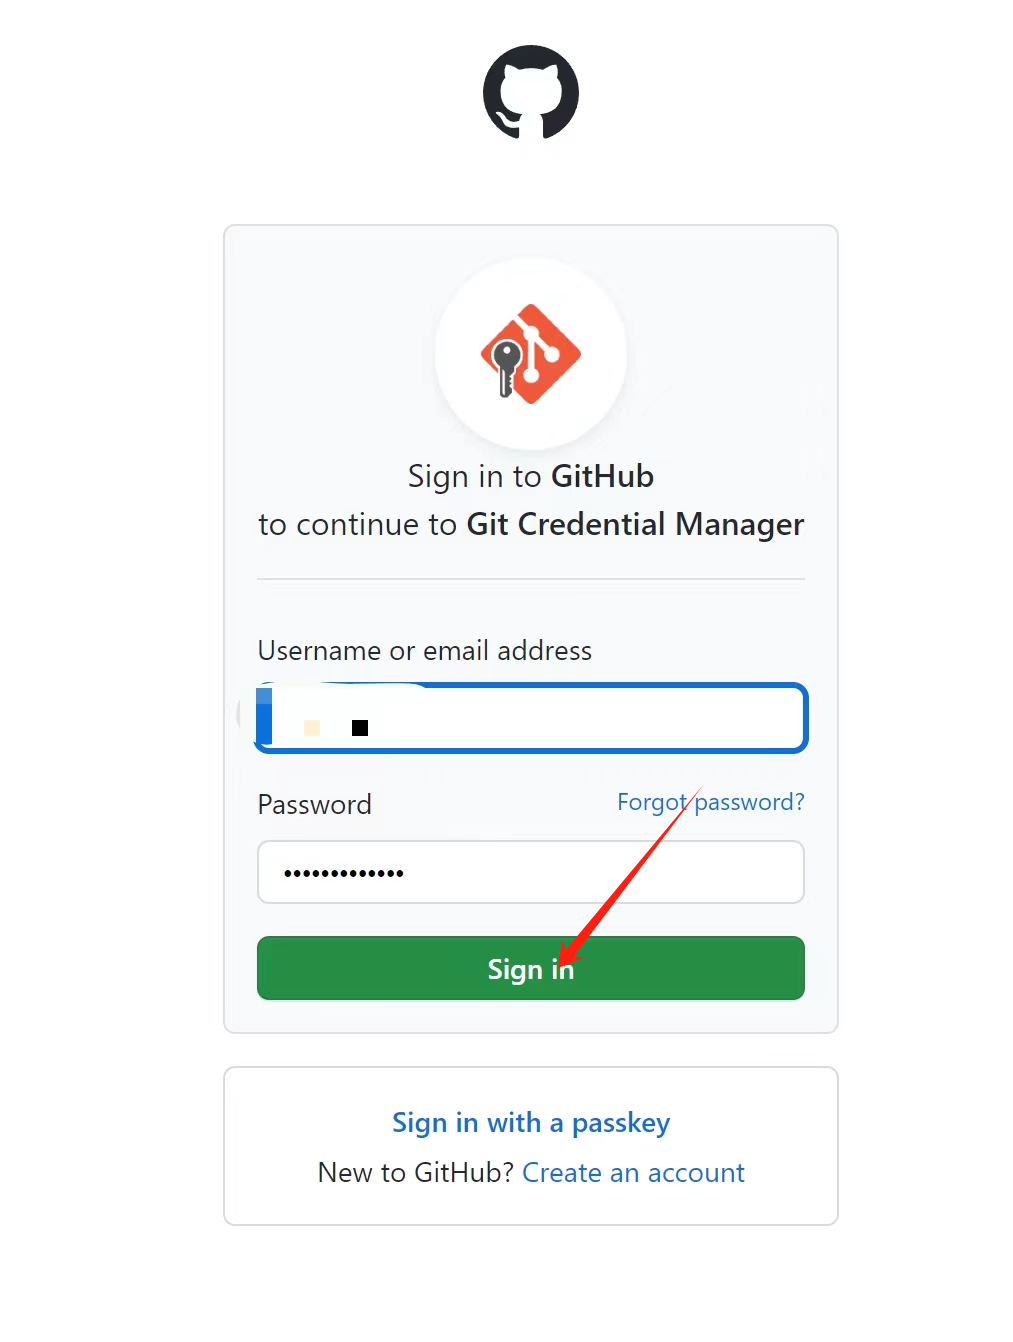 Sign in to GitHub
to continue to Git Credential Manager
Username or email address
Password
Forgot password?
•••••••••••••
Sign in
Sign in with a passkey
New to GitHub? Create an account